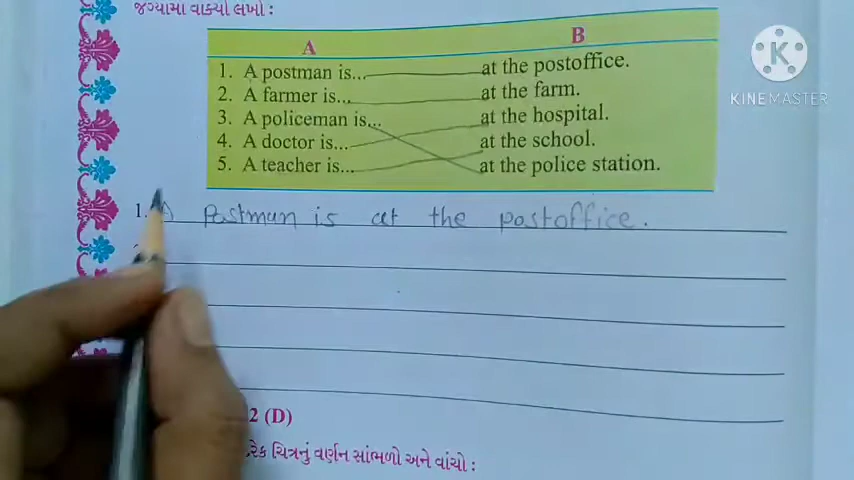 જગ્યામા વાક્યો લખો :
A B
1. A postman is... at the postoffice.
2. A farmer is... at the farm.
3. A policeman is... at the hospital.
4. A doctor is... at the school.
5. A teacher is... at the police station.
K
KINEMASTER
1. A Postman is at the postoffice.
2 (D)
ચિત્રનું વર્ણન સાંભળો અને વાંચો :